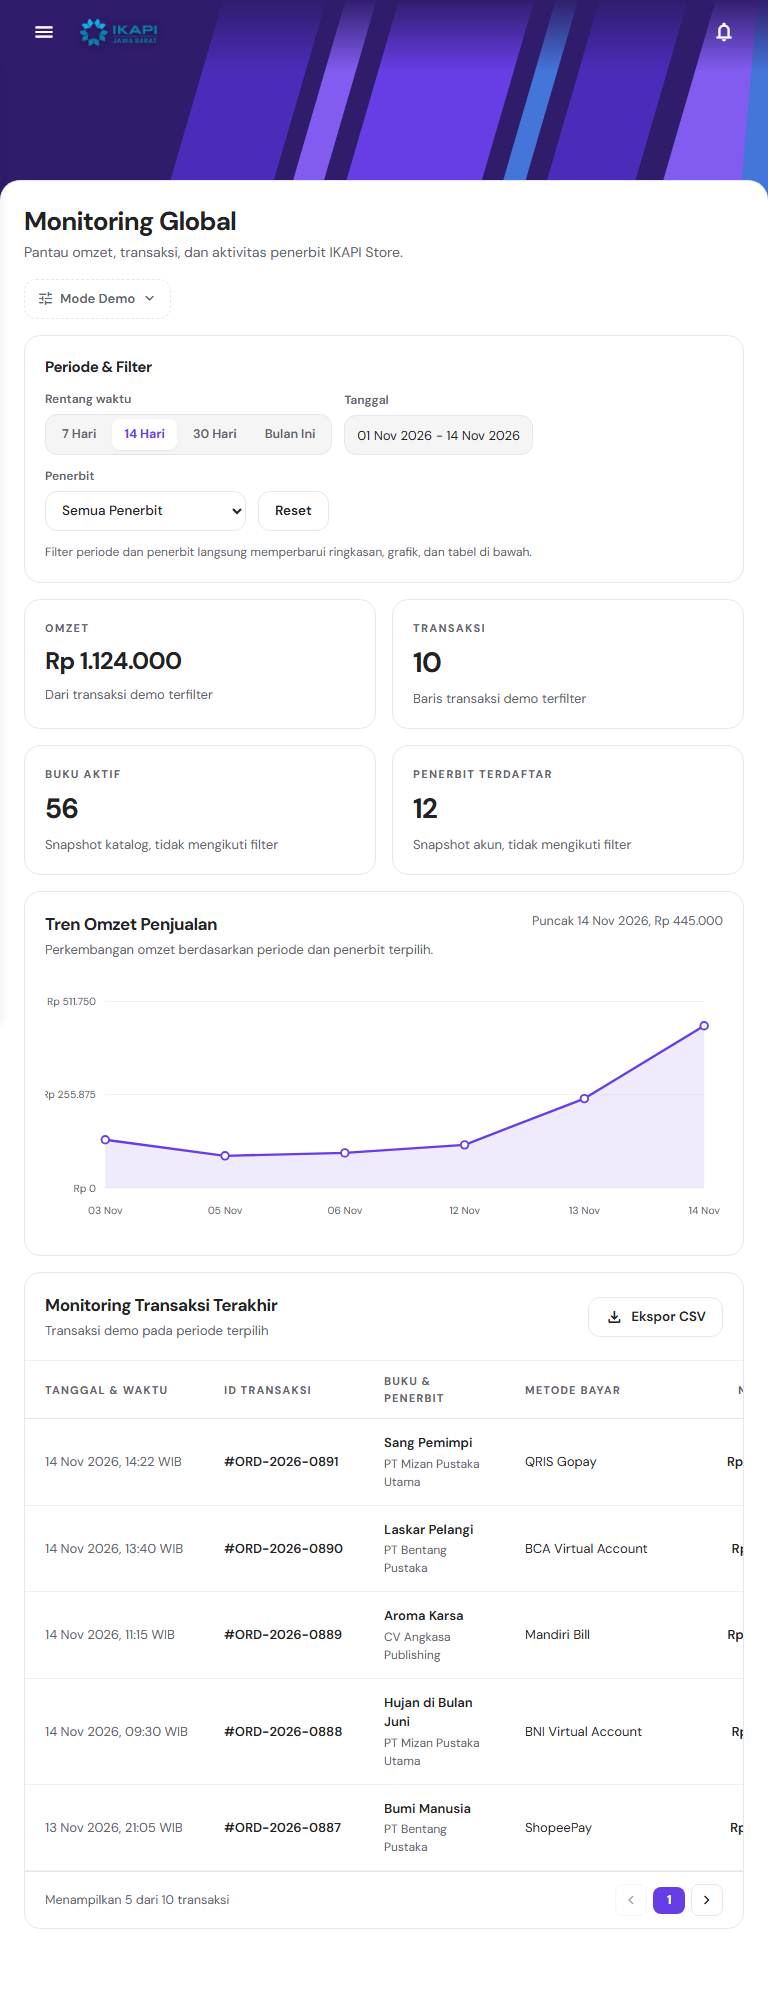 IKAPI
JAWA BARAT
Monitoring Global
Pantau omzet, transaksi, dan aktivitas penerbit IKAPI Store.
Mode Demo
Periode & Filter
Rentang waktu
Tanggal
7 Hari 14 Hari 30 Hari Bulan Ini
01 Nov 2026 - 14 Nov 2026
Penerbit
Semua Penerbit
Reset
Filter periode dan penerbit langsung memperbarui ringkasan, grafik, dan tabel di bawah.
OMZET
Rp 1.124.000
Dari transaksi demo terfilter
TRANSAKSI
10
Baris transaksi demo terfilter
BUKU AKTIF
56
Snapshot katalog, tidak mengikuti filter
PENERBIT TERDAFTAR
12
Snapshot akun, tidak mengikuti filter
Tren Omzet Penjualan
Puncak 14 Nov 2026, Rp 445.000
Perkembangan omzet berdasarkan periode dan penerbit terpilih.
Rp 511.750
Rp 255.875
Rp 0
03 Nov 05 Nov 06 Nov 12 Nov 13 Nov 14 Nov
Monitoring Transaksi Terakhir
Transaksi demo pada periode terpilih
Ekspor CSV
TANGGAL & WAKTU
ID TRANSAKSI
BUKU &
PENERBIT
METODE BAYAR
14 Nov 2026, 14:22 WIB
#ORD-2026-0891
Sang Pemimpi
PT Mizan Pustaka
Utama
QRIS Gopay
Rp
14 Nov 2026, 13:40 WIB
#ORD-2026-0890
Laskar Pelangi
PT Bentang
Pustaka
BCA Virtual Account
Rp
14 Nov 2026, 11:15 WIB
#ORD-2026-0889
Aroma Karsa
CV Angkasa
Publishing
Mandiri Bill
Rp
14 Nov 2026, 09:30 WIB
#ORD-2026-0888
Hujan di Bulan
Juni
PT Mizan Pustaka
Utama
BNI Virtual Account
Rp
13 Nov 2026, 21:05 WIB
#ORD-2026-0887
Bumi Manusia
PT Bentang
Pustaka
ShopeePay
Rp
Menampilkan 5 dari 10 transaksi
1